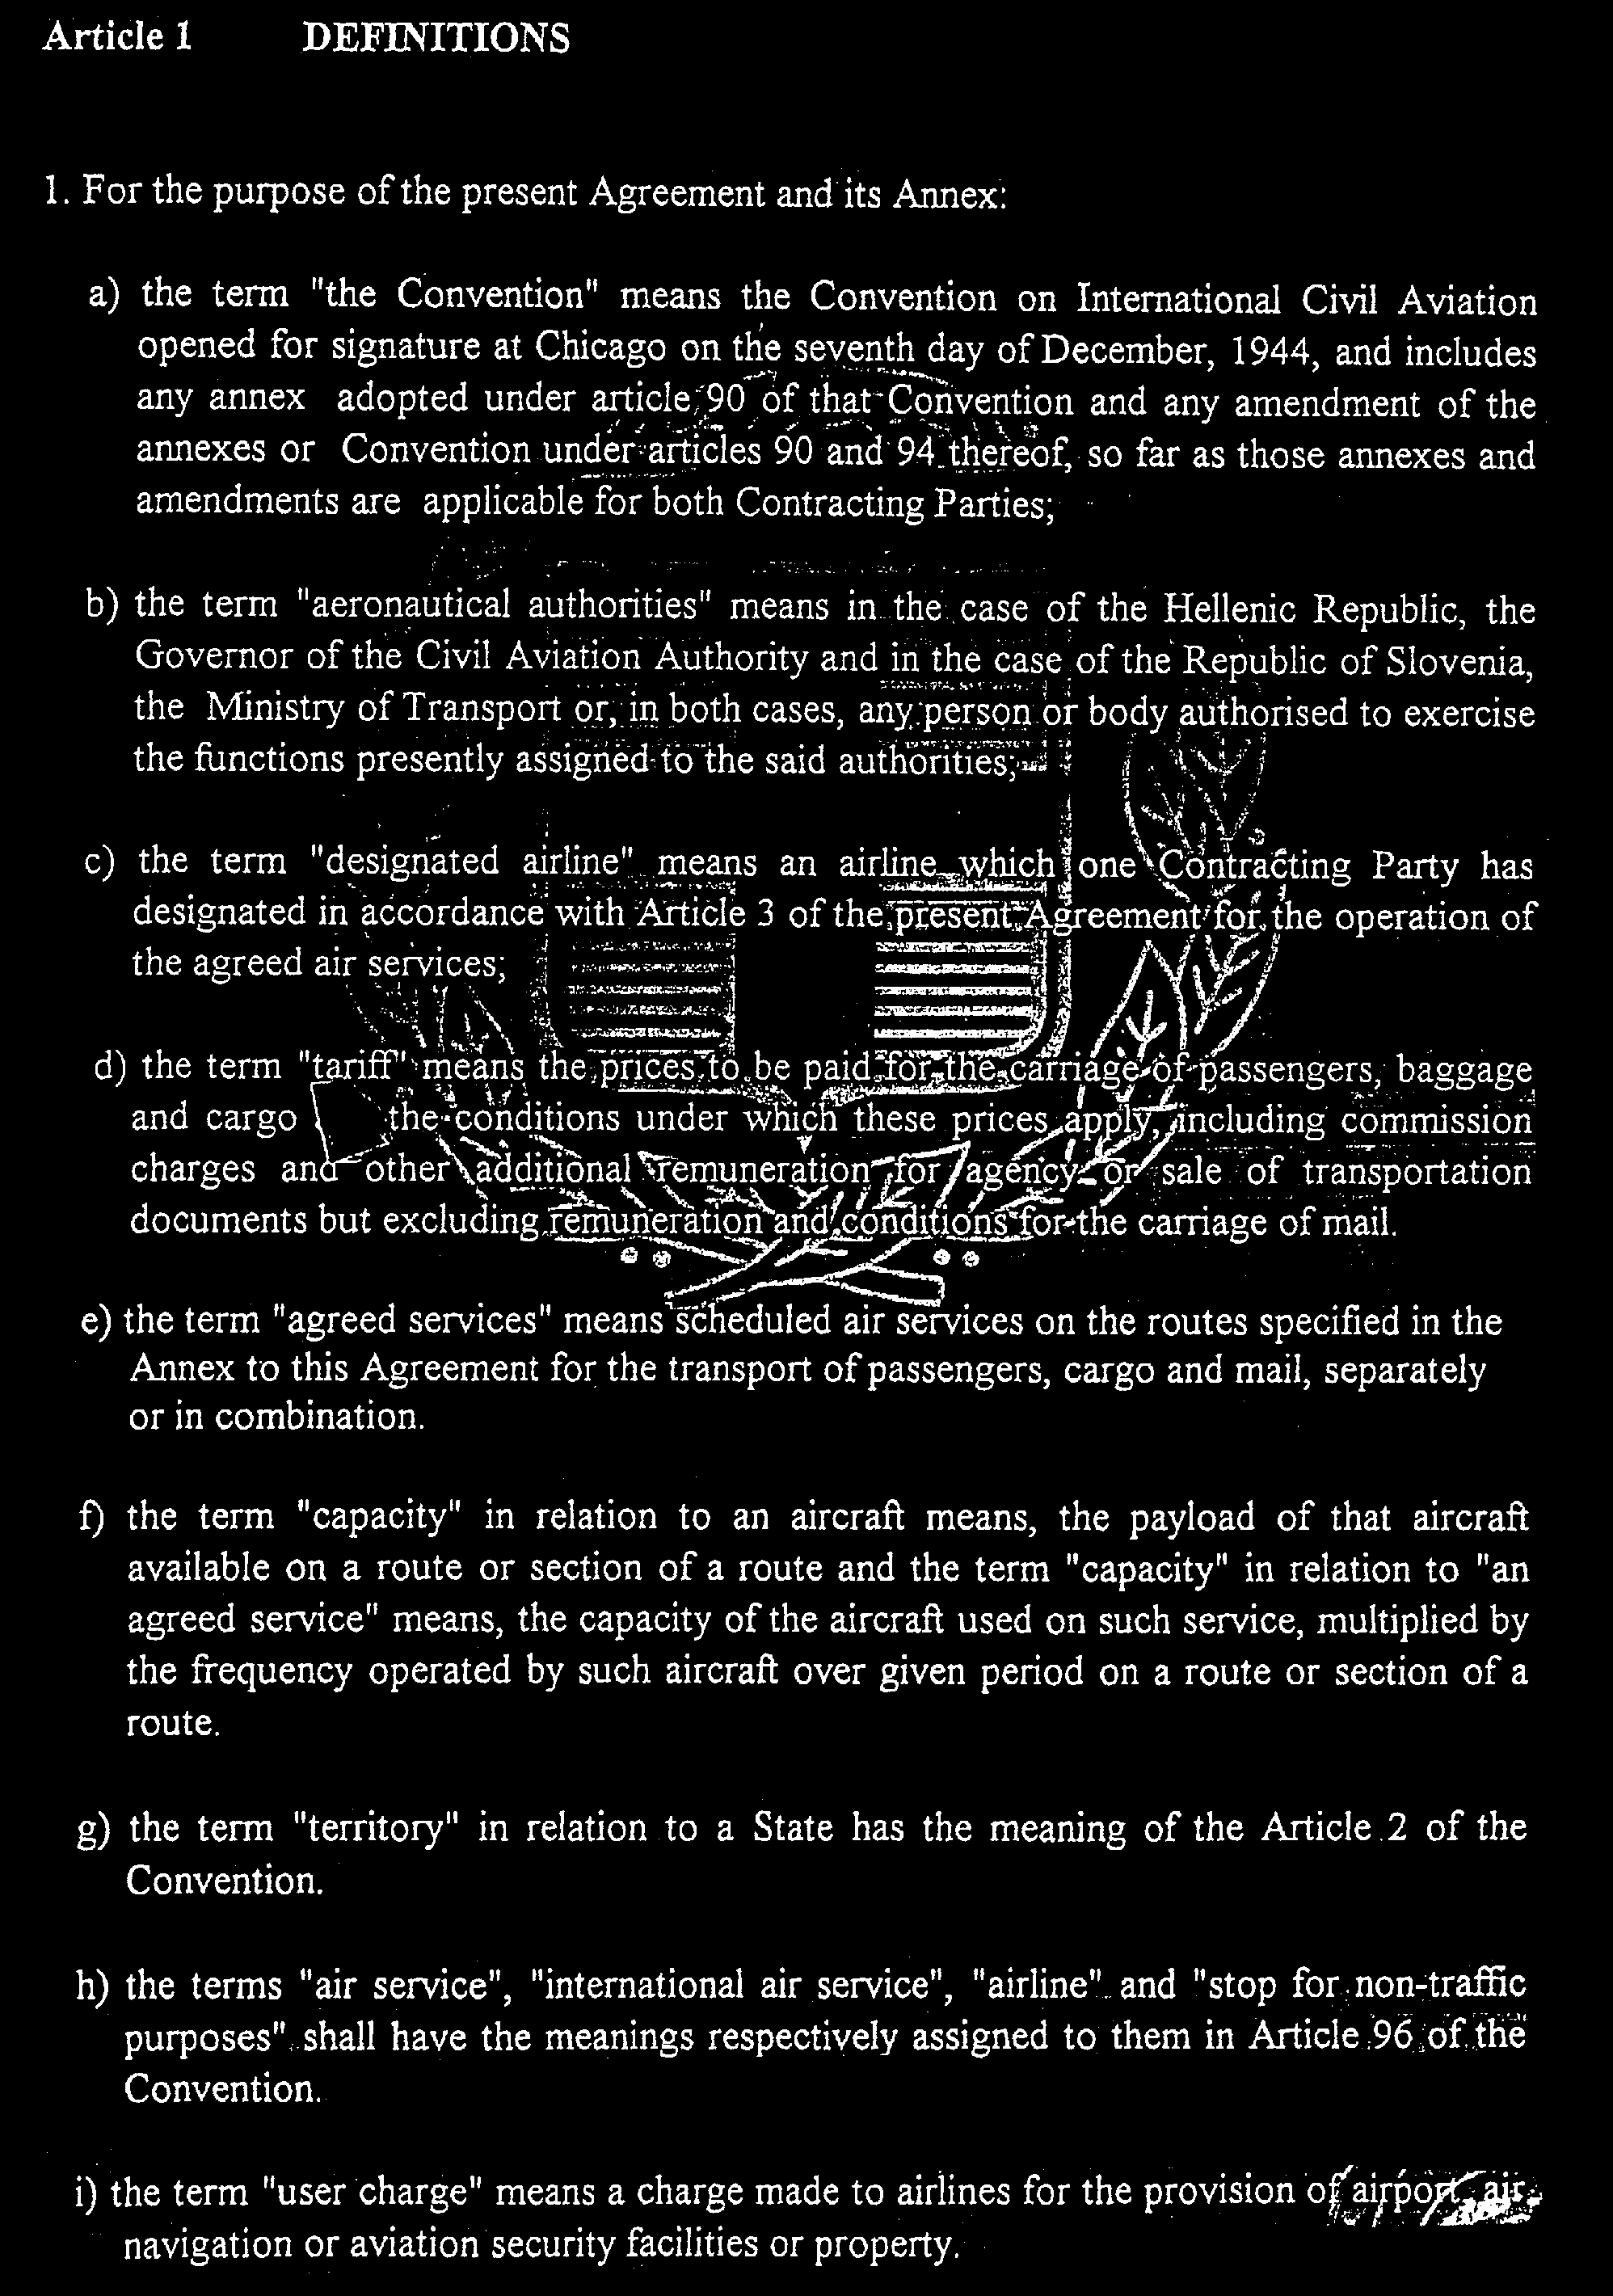 Article 1 DEFINITIONS
1. For the purpose of the present Agreement and its Annex:
a) the term "the Convention" means the Convention on International Civil Aviation
opened for signature at Chicago on the seventh day of December, 1944, and includes
any annex adopted under article 90 of that Convention and any amendment of the
annexes or Convention under articles 90 and 94 thereof, so far as those annexes and
amendments are applicable for both Contracting Parties;
b) the term "aeronautical authorities" means in the case of the Hellenic Republic, the
Governor of the Civil Aviation Authority and in the case of the Republic of Slovenia,
the Ministry of Transport or, in both cases, any person or body authorised to exercise
the functions presently assigned to the said authorities;
c) the term "designated airline" means an airline which one Contracting Party has
designated in accordance with Article 3 of the present Agreement for the operation of
the agreed air services;
d) the term "tariff" means the prices to be paid for the carriage of passengers, baggage
and cargo the conditions under which these prices apply, including commission
charges and other additional remuneration for agency or sale of transportation
documents but excluding remuneration and conditions for the carriage of mail.
e) the term "agreed services" means scheduled air services on the routes specified in the
Annex to this Agreement for the transport of passengers, cargo and mail, separately
or in combination.
f) the term "capacity" in relation to an aircraft means, the payload of that aircraft
available on a route or section of a route and the term "capacity" in relation to "an
agreed service" means, the capacity of the aircraft used on such service, multiplied by
the frequency operated by such aircraft over given period on a route or section of a
route.
g) the term "territory" in relation to a State has the meaning of the Article 2 of the
Convention.
h) the terms "air service", "international air service", "airline" and "stop for non-traffic
purposes" shall have the meanings respectively assigned to them in Article 96 of the
Convention.
i) the term "user charge" means a charge made to airlines for the provision of airport, air
navigation or aviation security facilities or property.